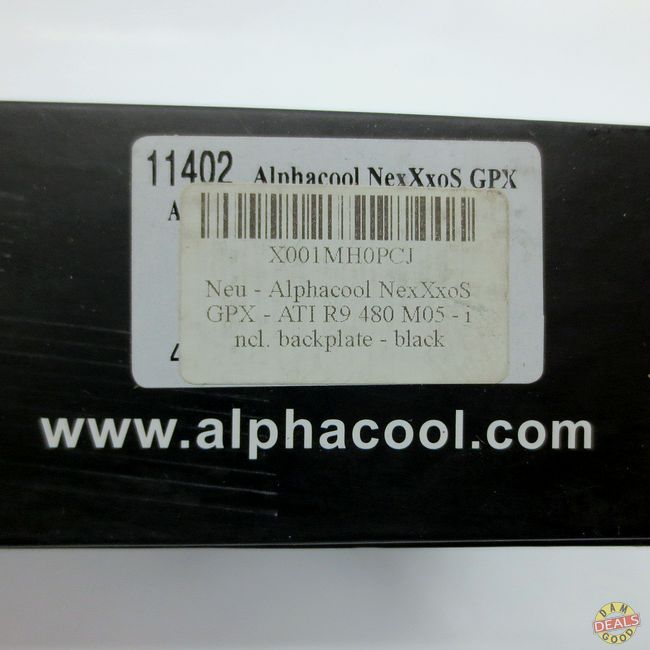 11402 Alphacool NexXxoS GPX
A
X001MH0PCJ
Neu - Alphacool NexXxoS
GPX - ATI R9 480 M05 - i
ncl. backplate - black
4
www.alphacool.com
DAM
DEALS
GOOD